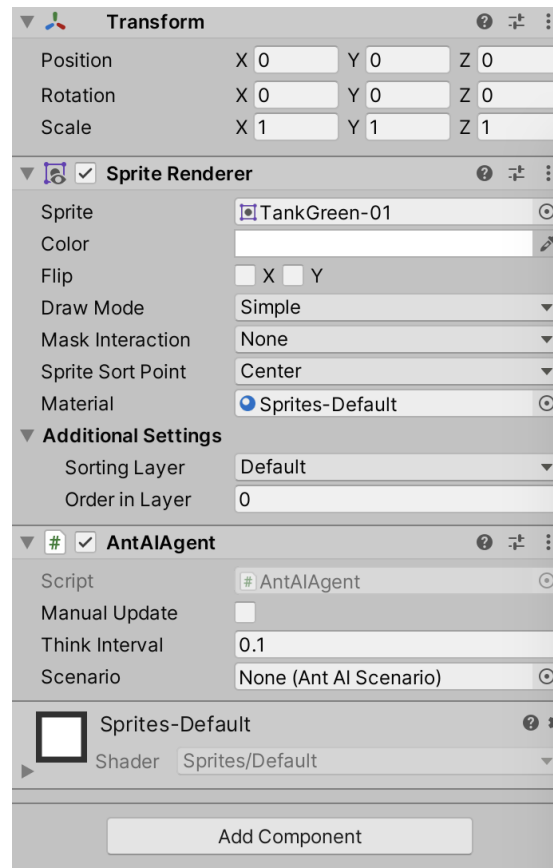 Transform
Position X 0 Y 0 Z 0
Rotation X 0 Y 0 Z 0
Scale X 1 Y 1 Z 1
Sprite Renderer
Sprite TankGreen-01
Color
Flip X Y
Draw Mode Simple
Mask Interaction None
Sprite Sort Point Center
Material Sprites-Default
Additional Settings
Sorting Layer Default
Order in Layer 0
# AntAIAgent
Script # AntAIAgent
Manual Update
Think Interval 0.1
Scenario None (Ant AI Scenario)
Sprites-Default
Shader Sprites/Default
Add Component